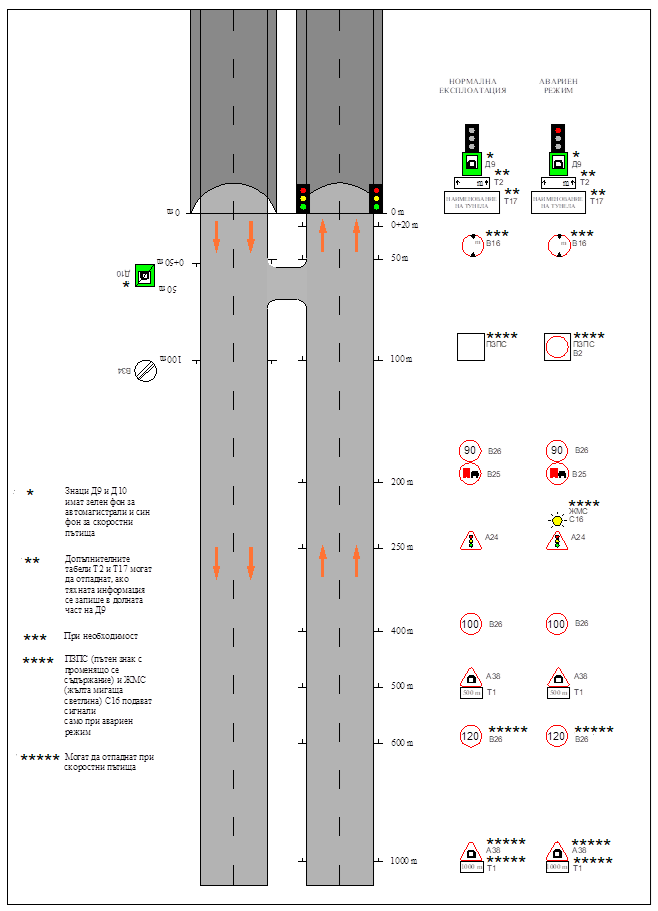 НОРМАЛНА
ЕКСПЛОАТАЦИЯ
АВАРИЕН
РЕЖИМ
* Д9
* Д9
** Т2
** Т2
m
m
НАИМЕНОВАНИЕ
НА ТУНЕЛА
** Т17
НАИМЕНОВАНИЕ
НА ТУНЕЛА
** Т17
0 m
0 m
0+20 m
m
*** В16
m
*** В16
0+50 m
50 m
50 m
Д10
*
****
ПЗПС
****
ПЗПС
В2
100 m
100 m
В34
90 В26
90 В26
В25
В25
200 m
****
ЖМС
С16
А24
А24
250 m
* Знаци Д9 и Д10
имат зелен фон за
автомагистрали и син
фон за скоростни
пътища
** Допълнителните
табели Т2 и Т17 могат
да отпаднат, ако
тяхната информация
се запише в долната
част на Д9
*** При необходимост
**** ПЗПС (пътен знак с
променящо се
съдържание) и ЖМС
(жълта мигаща
светлина) С16 подават
сигнали
само при авариен
режим
***** Могат да отпаднат при
скоростни пътища
400 m
100 В26
100 В26
А38
А38
500 m
500 m Т1
500 m Т1
600 m
120 ***** В26
120 ***** В26
***** А38
***** А38
1000 m
1000 m ***** Т1
1000 m ***** Т1